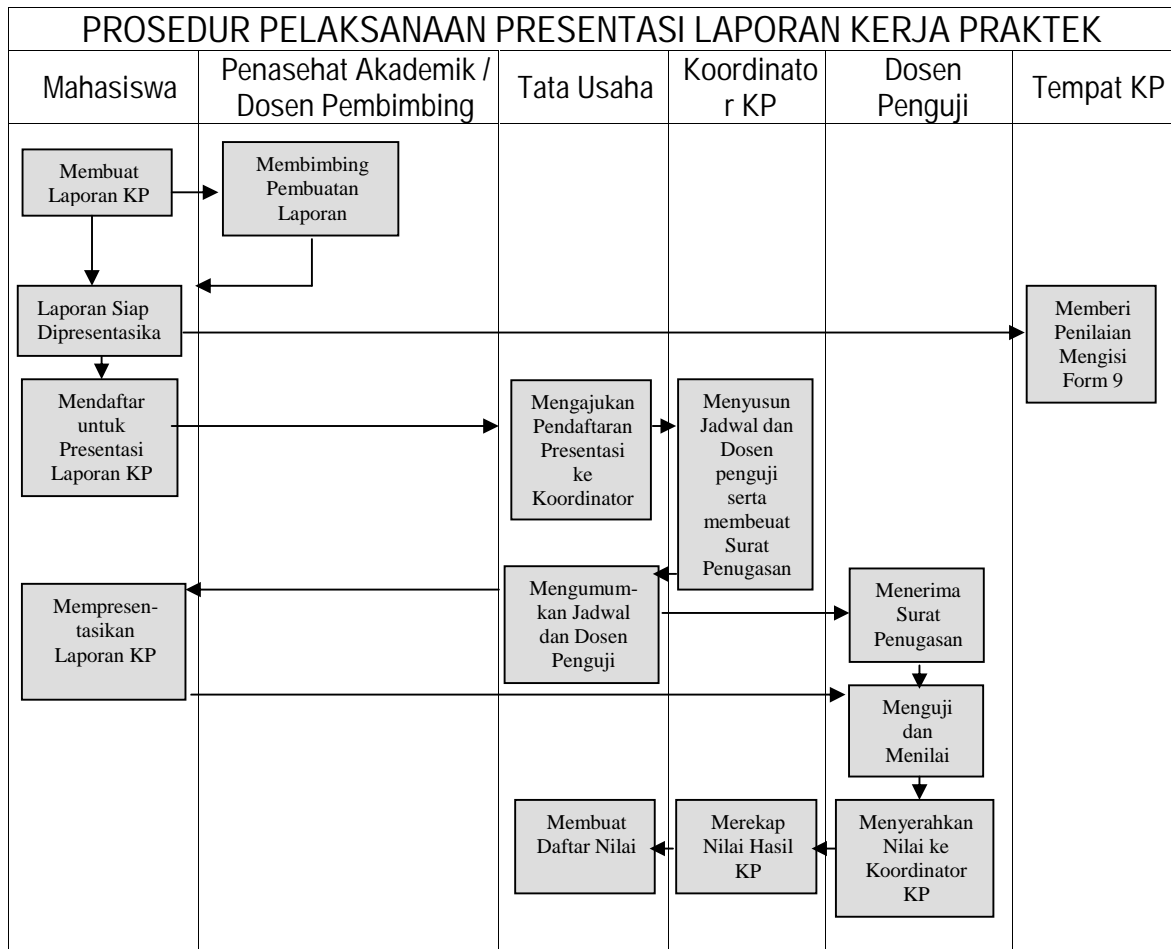 PROSEDUR PELAKSANAAN PRESENTASI LAPORAN KERJA PRAKTEK
Mahasiswa
Penasehat Akademik /
Dosen Pembimbing
Tata Usaha
Koordinato
r KP
Dosen
Penguji
Tempat KP
Membuat
Laporan KP
Membimbing
Pembuatan
Laporan
Laporan Siap
Dipresentasika
Memberi
Penilaian
Mengisi
Form 9
Mendaftar
untuk
Presentasi
Laporan KP
Mengajukan
Pendaftaran
Presentasi
ke
Koordinator
Menyusun
Jadwal dan
Dosen
penguji
serta
membeuat
Surat
Penugasan
Mempresen-
tasikan
Laporan KP
Mengumum-
kan Jadwal
dan Dosen
Penguji
Menerima
Surat
Penugasan
Menguji
dan
Menilai
Membuat
Daftar Nilai
Merekap
Nilai Hasil
KP
Menyerahkan
Nilai ke
Koordinator
KP